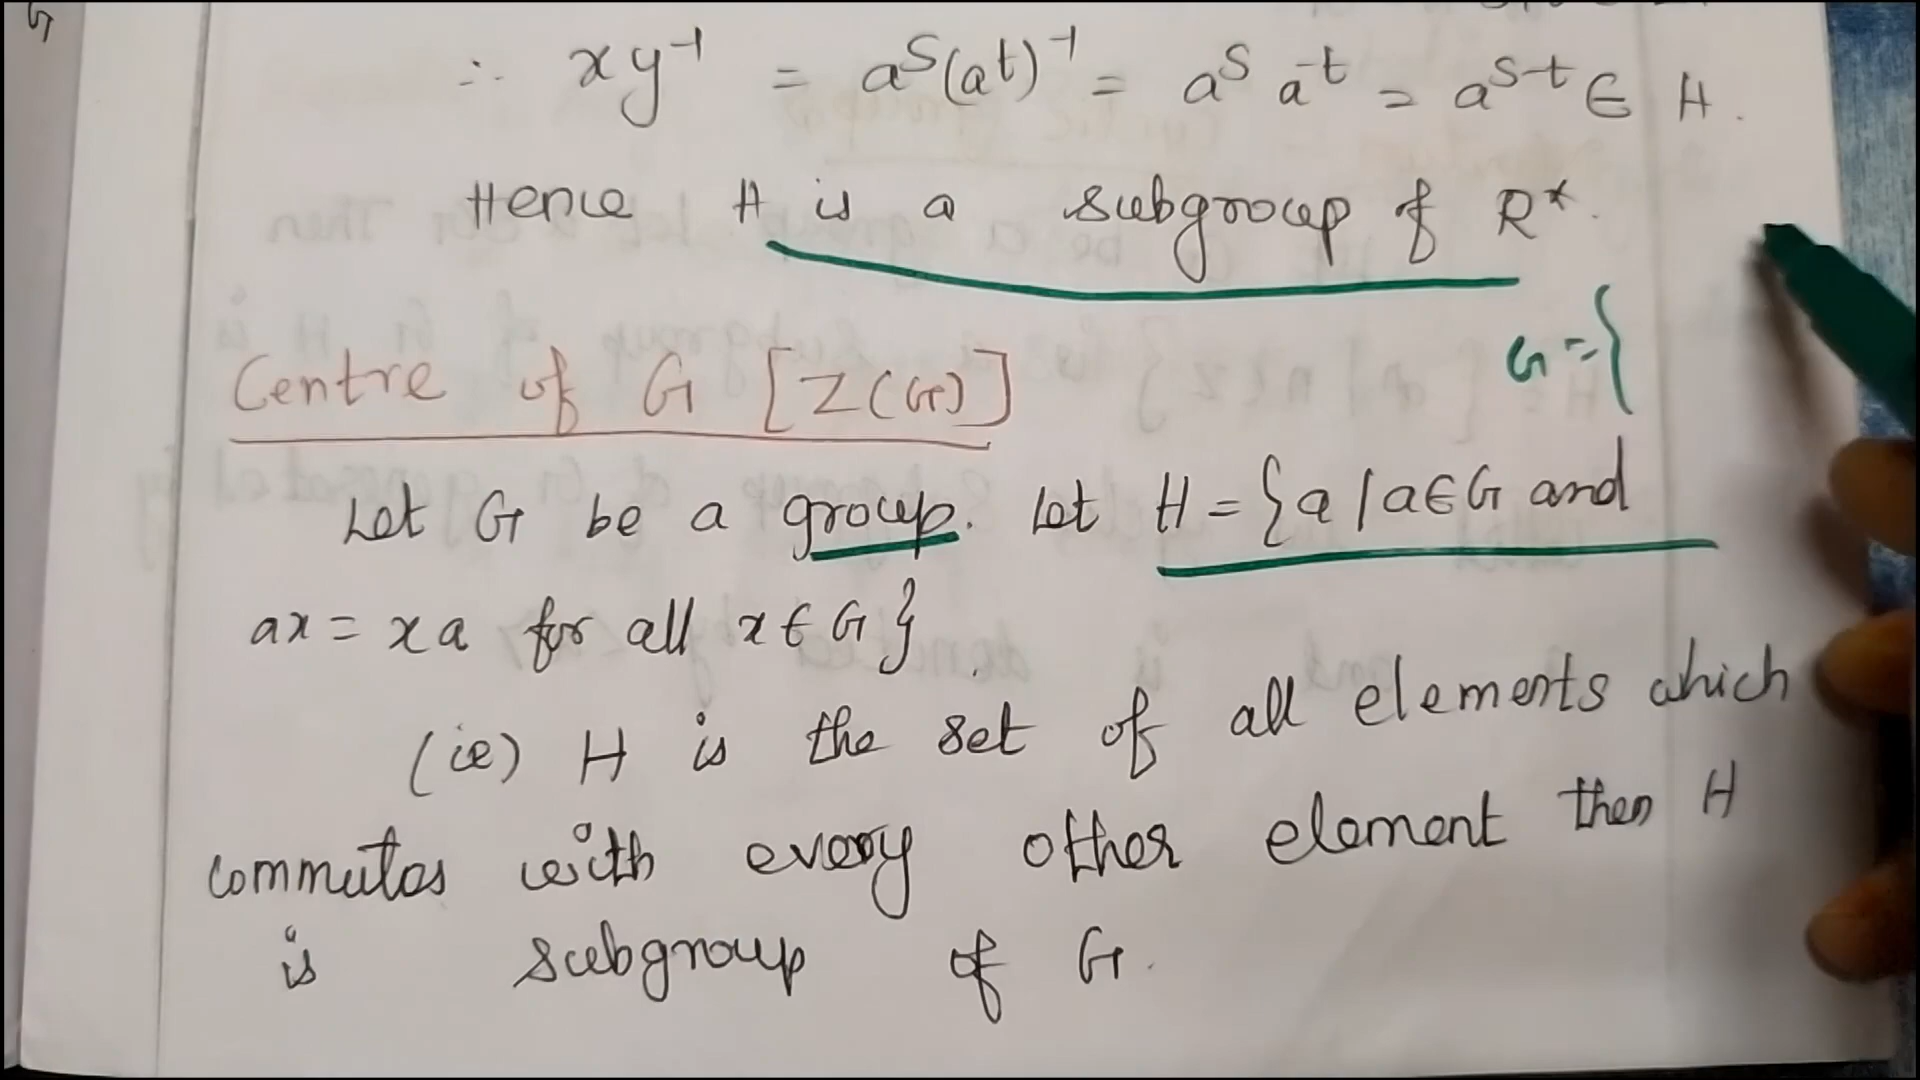 ∴ xy⁻¹ = aˢ(aᵗ)⁻¹ = aˢ a⁻ᵗ = aˢ⁻ᵗ ∈ H.
Hence H is a subgroup of R*.
G = {
Centre of G [Z(G)]
Let G be a group. Let H = {a / a∈G and
ax = xa for all x ∈ G}.
(ie) H is the set of all elements which
commutes with every other element then H
is subgroup of G.